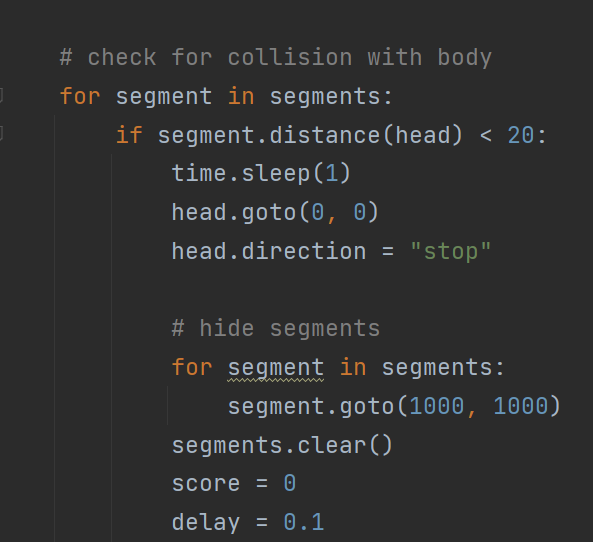 # check for collision with body
for segment in segments:
    if segment.distance(head) < 20:
        time.sleep(1)
        head.goto(0, 0)
        head.direction = "stop"

        # hide segments
        for segment in segments:
            segment.goto(1000, 1000)
        segments.clear()
        score = 0
        delay = 0.1